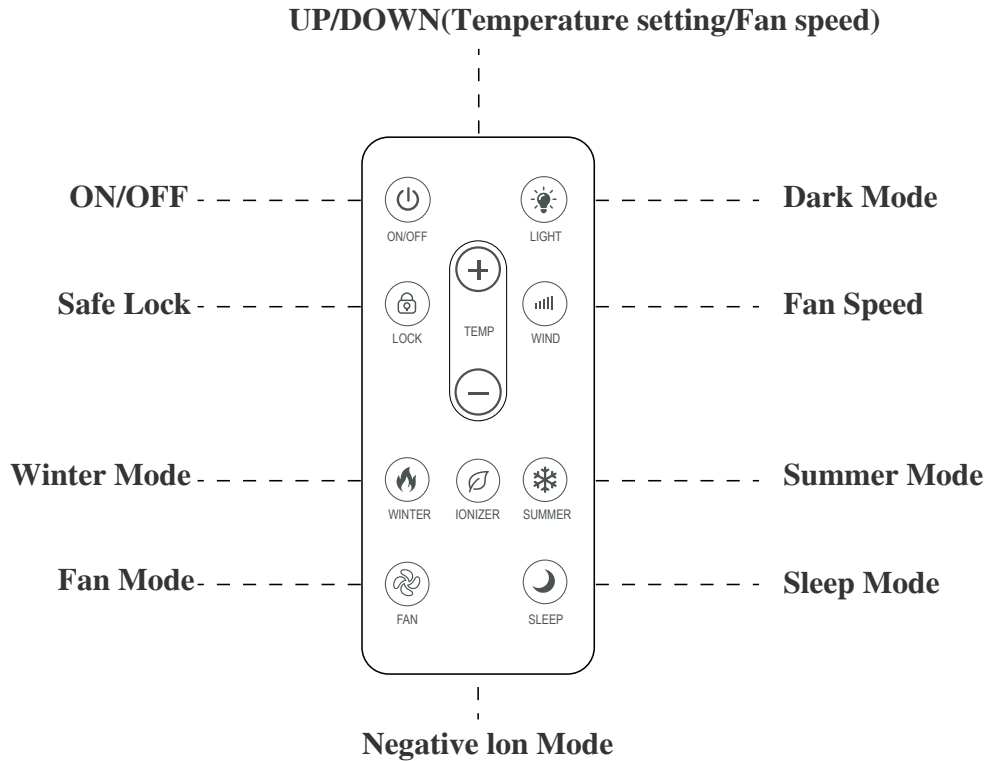 UP/DOWN(Temperature setting/Fan speed)
ON/OFF
Dark Mode
ON/OFF
LIGHT
Safe Lock
Fan Speed
LOCK
TEMP
WIND
Winter Mode
Summer Mode
WINTER
IONIZER
SUMMER
Fan Mode
Sleep Mode
FAN
SLEEP
Negative lon Mode